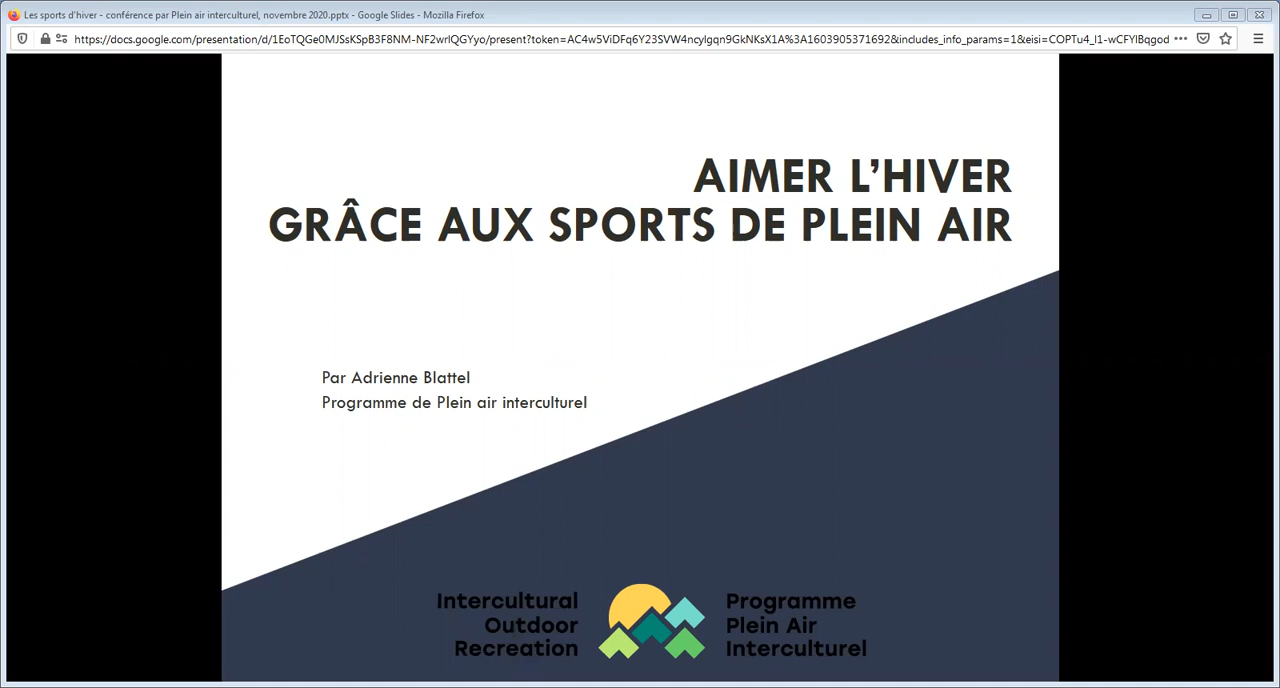 Les sports d'hiver - conférence par Plein air interculturel, novembre 2020.pptx - Google Slides - Mozilla Firefox
https://docs.google.com/presentation/d/1EoTQGe0MJSsKSpB3F8NM-NF2wrlQGYyo/present?token=AC4w5ViDFq6Y23SVW4ncylgqn9GkNKsX1A%3A1603905371692&includes_info_params=1&eisi=COPTu4_l1-wCFYlBqgod
AIMER L'HIVER
GRÂCE AUX SPORTS DE PLEIN AIR
Par Adrienne Blattel
Programme de Plein air interculturel
Intercultural
Outdoor
Recreation
Programme
Plein Air
Interculturel